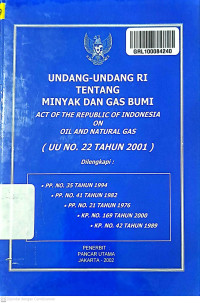 BRL10008424D
UNDANG-UNDANG RI
TENTANG
MINYAK DAN GAS BUMI
ACT OF THE REPUBLIC OF INDONESIA
ON
OIL AND NATURAL GAS
( UU NO. 22 TAHUN 2001 )
Dilengkapi :
• PP. NO. 35 TAHUN 1994
• PP. NO. 41 TAHUN 1982
• PP. NO. 21 TAHUN 1976
• KP. NO. 169 TAHUN 2000
• KP. NO. 42 TAHUN 1989
PENERBIT
PANCAR UTAMA
JAKARTA - 2002